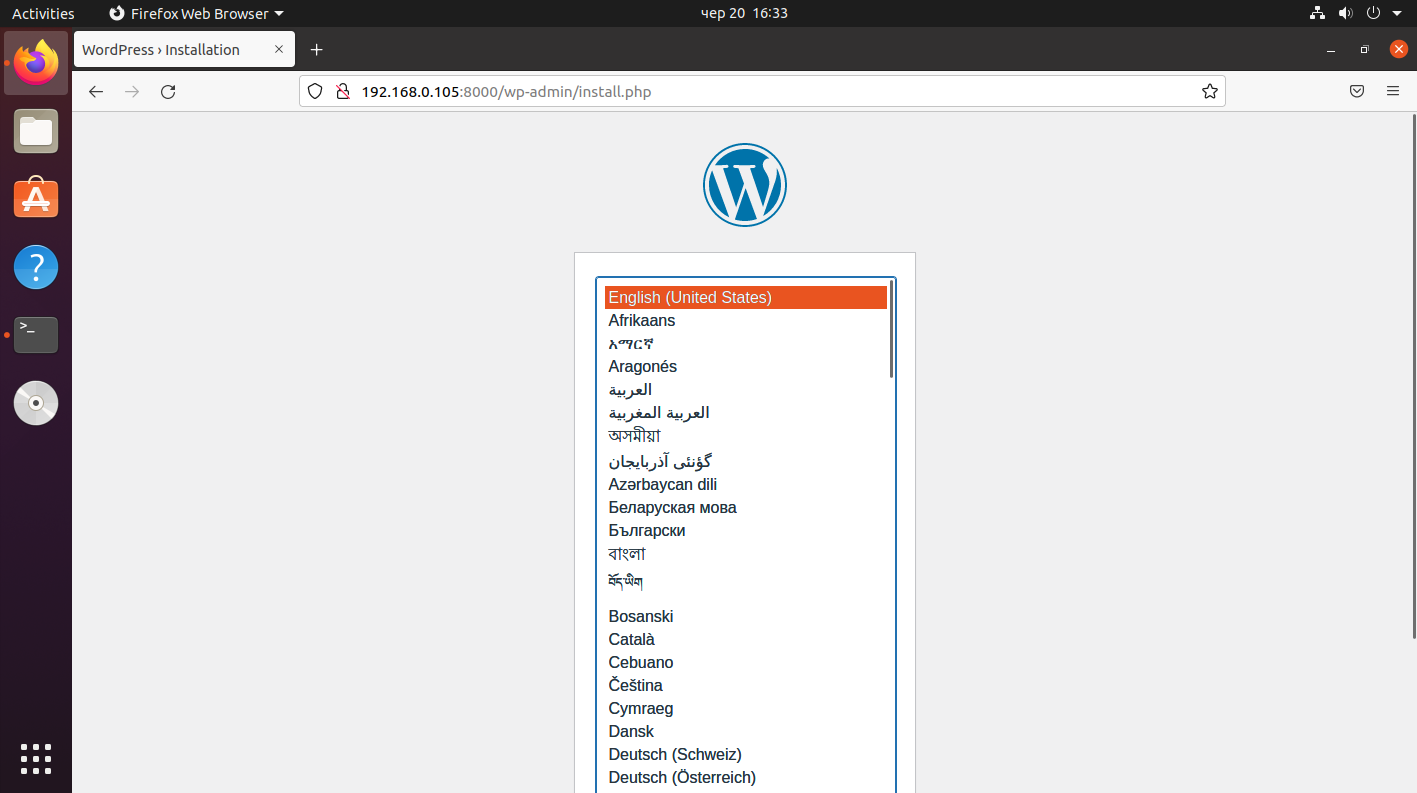 Activities
Firefox Web Browser
чер 20 16:33
WordPress › Installation
192.168.0.105:8000/wp-admin/install.php
English (United States)
Afrikaans
አማርኛ
Aragonés
العربية
العربية المغربية
অসমীয়া
گؤنئی آذربایجان
Azərbaycan dili
Беларуская мова
Български
বাংলা
བོད་ཡིག
Bosanski
Català
Cebuano
Čeština
Cymraeg
Dansk
Deutsch (Schweiz)
Deutsch (Österreich)